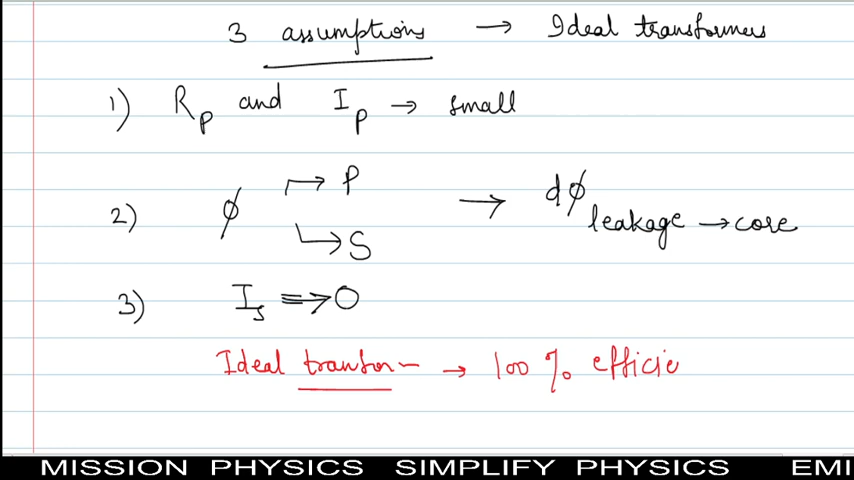 3 assumptions → Ideal transformers
1) Rp and Ip → small
2) ϕ → P → dϕ leakage → core
→ S
3) Is ⇒ 0
Ideal transfor → 100 % efficie
MISSION PHYSICS SIMPLIFY PHYSICS EMI